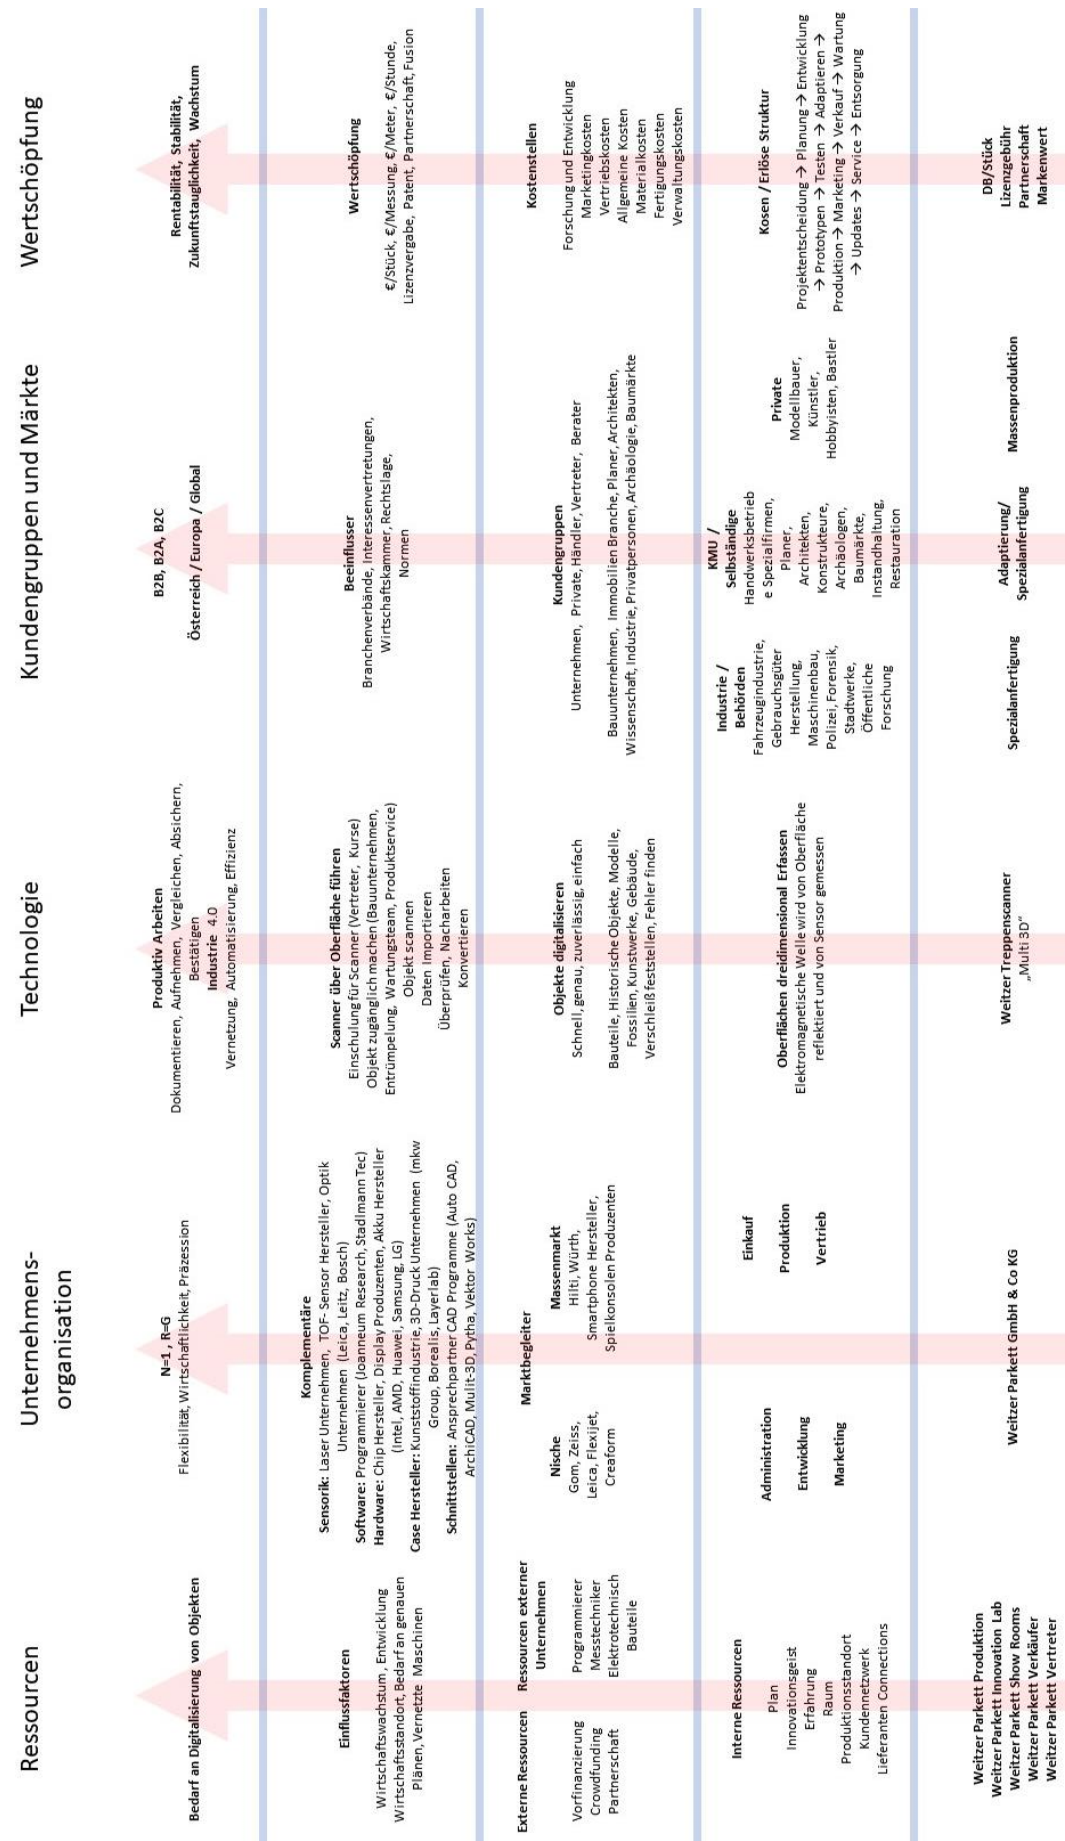 Ressourcen
Unternehmens-
organisation
Technologie
Kundengruppen und Märkte
Wertschöpfung
Bedarf an Digitalisierung von Objekten
N=1 , R=G
Flexibilität, Wirtschaftlichkeit, Präzession
Produktiv Arbeiten
Dokumentieren, Aufnehmen, Vergleichen, Absichern,
Bestätigen
Industrie 4.0
Vernetzung, Automatisierung, Effizienz
B2B, B2A, B2C
Österreich / Europa / Global
Rentabilität, Stabilität,
Zukunftstauglichkeit, Wachstum
Einflussfaktoren
Wirtschaftswachstum, Entwicklung
Wirtschaftsstandort, Bedarf an genauen
Plänen, Vernetzte Maschinen
Komplementäre
Sensorik: Laser Unternehmen, TOF- Sensor Hersteller, Optik
Unternehmen (Leica, Leitz, Bosch)
Software: Programmierer (Joanneum Research, Stadlmann Tec)
Hardware: Chip Hersteller, Display Produzenten, Akku Hersteller
(Intel, AMD, Huawei, Samsung, LG)
Case Hersteller: Kunststoffindustrie, 3D-Druck Unternehmen (mkw
Group, Borealis, Layerlab)
Schnittstellen: Ansprechpartner CAD Programme (Auto CAD,
ArchiCAD, Mulit-3D, Pytha, Vektor Works)
Scanner über Oberfläche führen
Einschulung für Scanner (Vertreter, Kurse)
Objekt zugänglich machen (Bauunternehmen,
Entrümpelung, Wartungsteam, Produktservice)
Objekt scannen
Daten Importieren
Überprüfen, Nacharbeiten
Konvertieren
Beeinflusser
Branchenverbände, Interessenvertretungen,
Wirtschaftskammer, Rechtslage,
Normen
Wertschöpfung
€/Stück, €/Messung, €/Meter, €/Stunde,
Lizenzvergabe, Patent, Partnerschaft, Fusion
Externe Ressourcen
Vorfinanzierung
Crowdfunding
Partnerschaft
Ressourcen externer
Unternehmen
Programmierer
Messtechniker
Elektrotechnisch
Bauteile
Marktbegleiter
Nische
Gom, Zeiss,
Leica, Flexijet,
Creaform
Massenmarkt
Hilti, Würth,
Smartphone Hersteller,
Spielkonsolen Produzenten
Objekte digitalisieren
Schnell, genau, zuverlässig, einfach
Bauteile, Historische Objekte, Modelle,
Fossilien, Kunstwerke, Gebäude,
Verschleiß feststellen, Fehler finden
Kundengruppen
Unternehmen, Private, Händler, Vertreter, Berater
Bauunternehmen, Immobilien Branche, Planer, Architekten,
Wissenschaft, Industrie, Privatpersonen, Archäologie, Baumärkte
Kostenstellen
Forschung und Entwicklung
Marketingkosten
Vertriebskosten
Allgemeine Kosten
Materialkosten
Fertigungskosten
Verwaltungskosten
Interne Ressourcen
Plan
Innovationsgeist
Erfahrung
Raum
Produktionsstandort
Kundennetzwerk
Lieferanten Connections
Administration
Entwicklung
Marketing
Einkauf
Produktion
Vertrieb
Oberflächen dreidimensional Erfassen
Elektromagnetische Welle wird von Oberfläche
reflektiert und von Sensor gemessen
Industrie /
Behörden
Fahrzeugindustrie,
Gebrauchsgüter
Herstellung,
Maschinenbau,
Polizei, Forensik,
Stadtwerke,
Öffentliche
Forschung
KMU /
Selbständige
Handwerksbetrieb
e Spezialfirmen,
Planer,
Architekten,
Konstrukteure,
Archäologen,
Baumärkte,
Instandhaltung,
Restauration
Private
Modellbauer,
Künstler,
Hobbyisten, Bastler
Kosen / Erlöse Struktur
Projektentscheidung → Planung → Entwicklung
→ Prototypen → Testen → Adaptieren →
Produktion → Marketing → Verkauf → Wartung
→ Updates → Service → Entsorgung
Weitzer Parkett Produktion
Weitzer Parkett Innovation Lab
Weitzer Parkett Show Rooms
Weitzer Parkett Verkäufer
Weitzer Parkett Vertreter
Weitzer Parkett GmbH & Co KG
Weitzer Treppenscanner
„Multi 3D“
Spezialanfertigung
Adaptierung/
Spezialanfertigung
Massenproduktion
DB/Stück
Lizenzgebühr
Partnerschaft
Markenwert